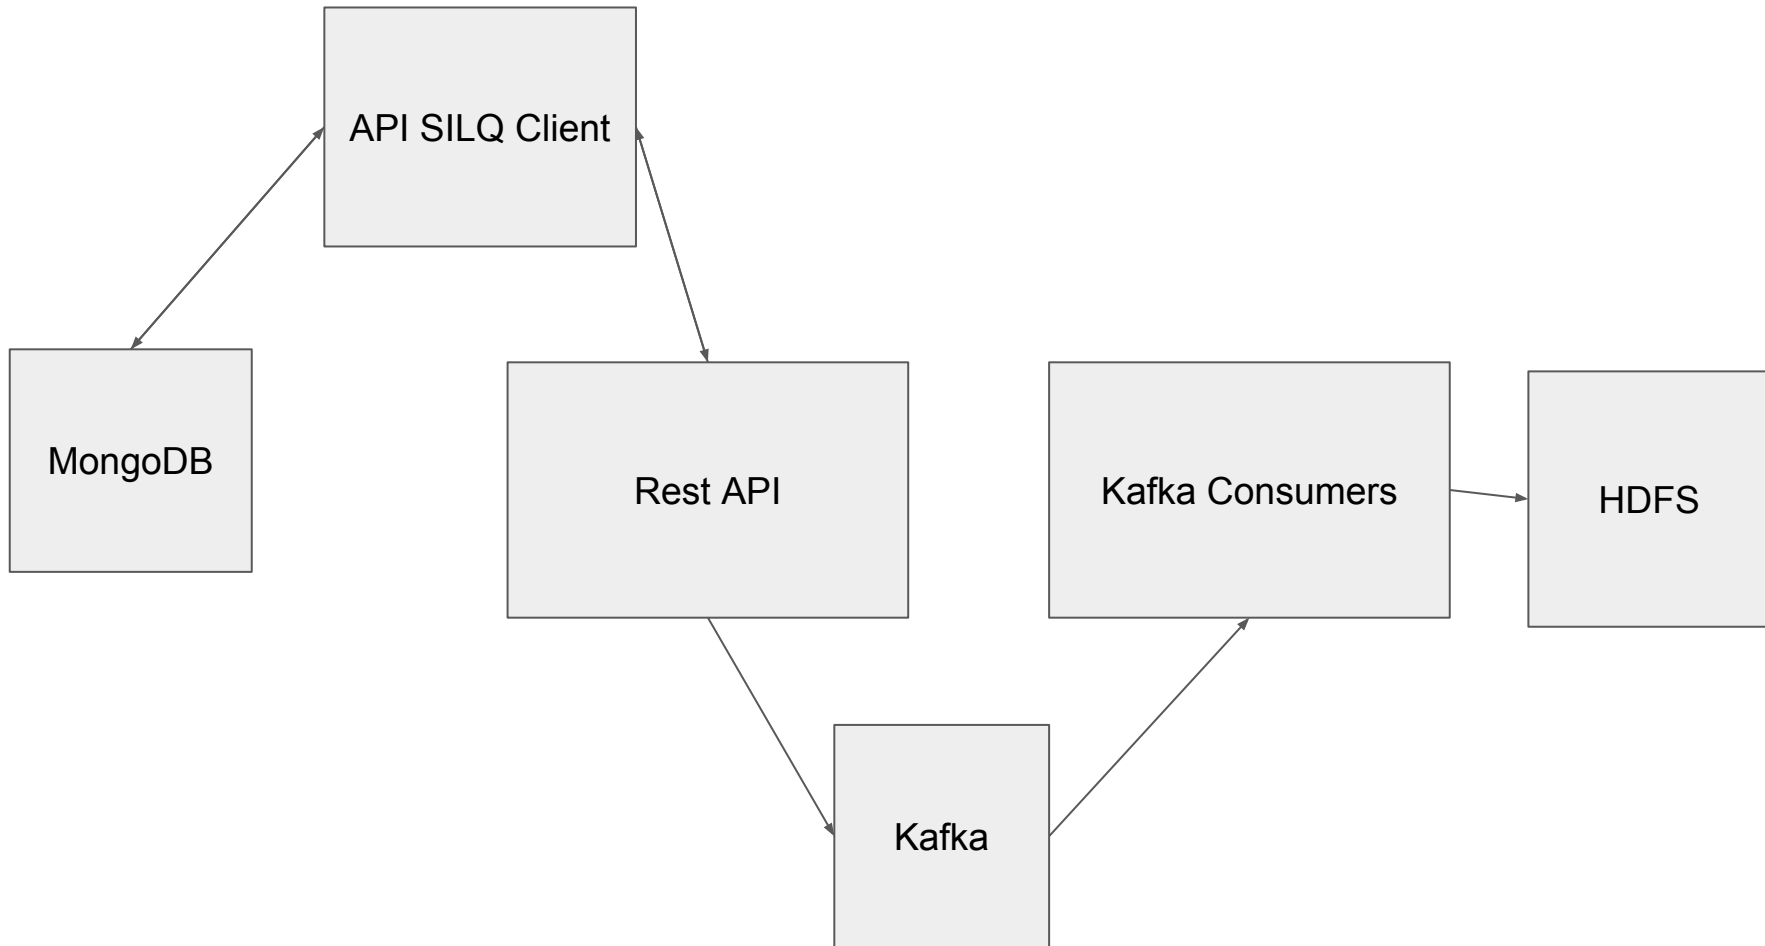 API SILQ Client
MongoDB
Rest API
Kafka Consumers
HDFS
Kafka